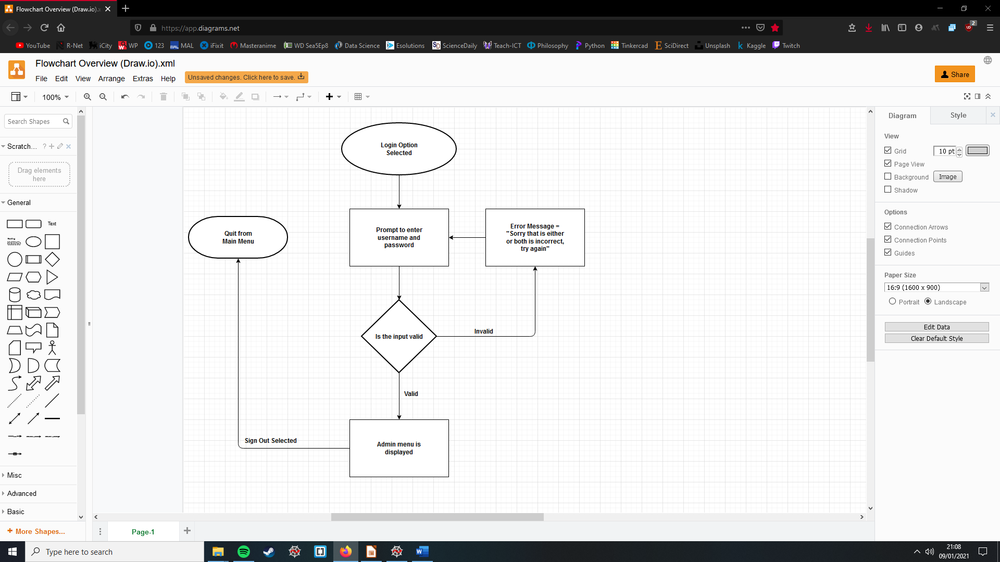 Flowchart Overview (Draw.io).x
https://app.diagrams.net
2
YouTube R-Net iCity WP 123 MAL iFixit Masteranime WD Sea5Ep8 Data Science Esolutions ScienceDaily Teach-ICT Philosophy Python Tinkercad SciDirect Unsplash Kaggle Twitch
Flowchart Overview (Draw.io).xml
File Edit View Arrange Extras Help
Unsaved changes. Click here to save.
Share
100%
Search Shapes
Scratch... ?
Drag elements
here
General
Text
Heading
Misc
Advanced
Basic
+ More Shapes...
Login Option
Selected
Quit from
Main Menu
Prompt to enter
username and
password
Error Message =
"Sorry that is either
or both is incorrect,
try again"
Is the input valid
Invalid
Valid
Sign Out Selected
Admin menu is
displayed
Diagram Style
View
Grid 10 pt
Page View
Background Image
Shadow
Options
Connection Arrows
Connection Points
Guides
Paper Size
16:9 (1600 x 900)
Portrait Landscape
Edit Data
Clear Default Style
Page-1
Type here to search
21:08
09/01/2021